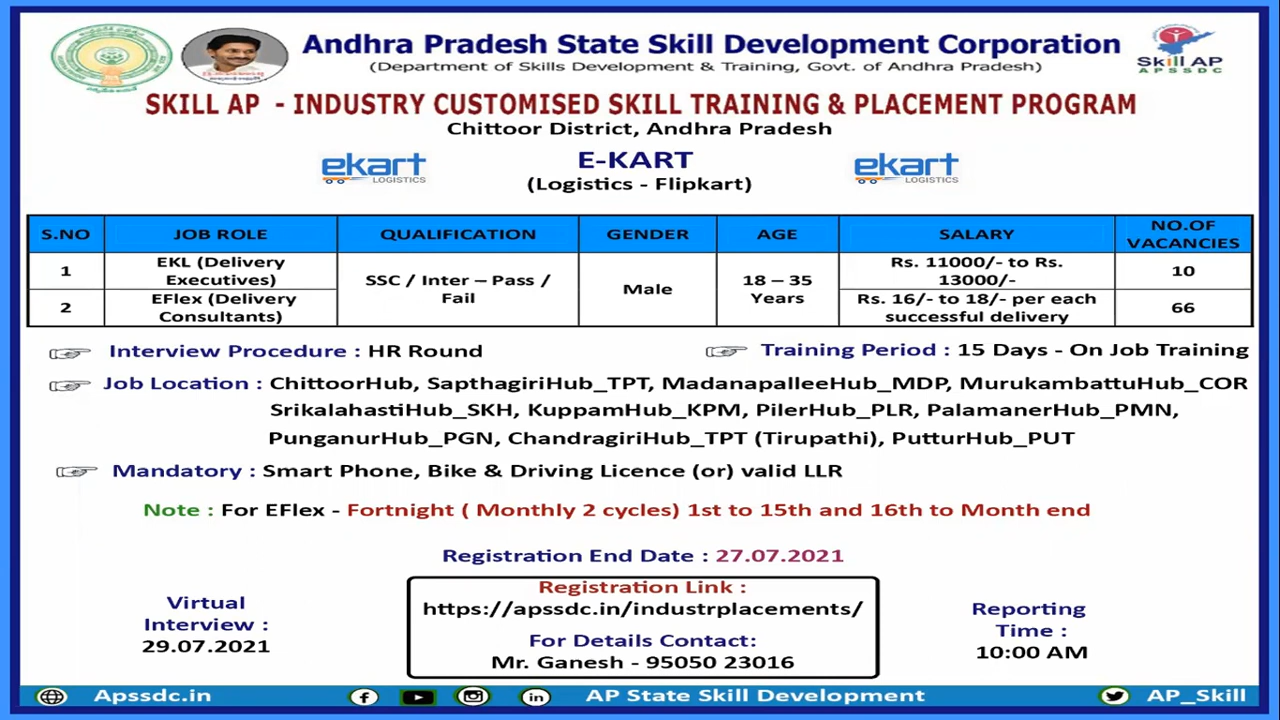 Andhra Pradesh State Skill Development Corporation
(Department of Skills Development & Training, Govt. of Andhra Pradesh)
Skill AP
APSSDC
SKILL AP - INDUSTRY CUSTOMISED SKILL TRAINING & PLACEMENT PROGRAM
Chittoor District, Andhra Pradesh
ekart LOGISTICS
E-KART
(Logistics - Flipkart)
ekart LOGISTICS
S.NO JOB ROLE QUALIFICATION GENDER AGE SALARY NO.OF VACANCIES
1 EKL (Delivery Executives) SSC / Inter – Pass / Fail Male 18 – 35 Years Rs. 11000/- to Rs. 13000/- 10
2 EFlex (Delivery Consultants) Rs. 16/- to 18/- per each successful delivery 66
Interview Procedure : HR Round
Training Period : 15 Days - On Job Training
Job Location : ChittoorHub, SapthagiriHub_TPT, MadanapalleeHub_MDP, MurukambattuHub_COR
SrikalahastiHub_SKH, KuppamHub_KPM, PilerHub_PLR, PalamanerHub_PMN,
PunganurHub_PGN, ChandragiriHub_TPT (Tirupathi), PutturHub_PUT
Mandatory : Smart Phone, Bike & Driving Licence (or) valid LLR
Note : For EFlex - Fortnight ( Monthly 2 cycles) 1st to 15th and 16th to Month end
Registration End Date : 27.07.2021
Virtual
Interview :
29.07.2021
Registration Link :
https://apssdc.in/industrplacements/
For Details Contact:
Mr. Ganesh - 95050 23016
Reporting
Time :
10:00 AM
Apssdc.in
AP State Skill Development
AP_Skill